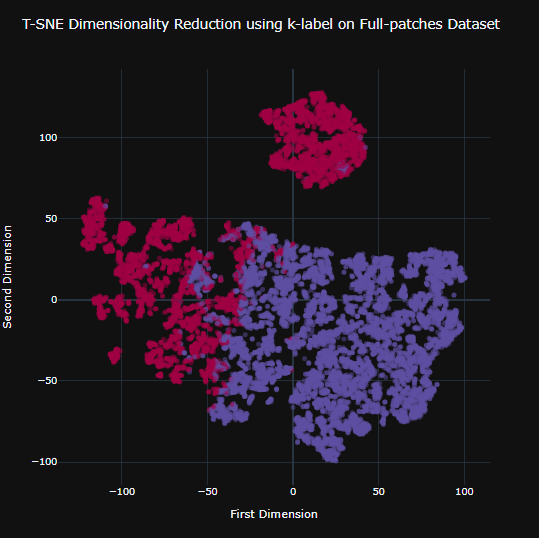 T-SNE Dimensionality Reduction using k-label on Full-patches Dataset
100
50
0
−50
−100
Second Dimension
−100 −50 0 50 100
First Dimension